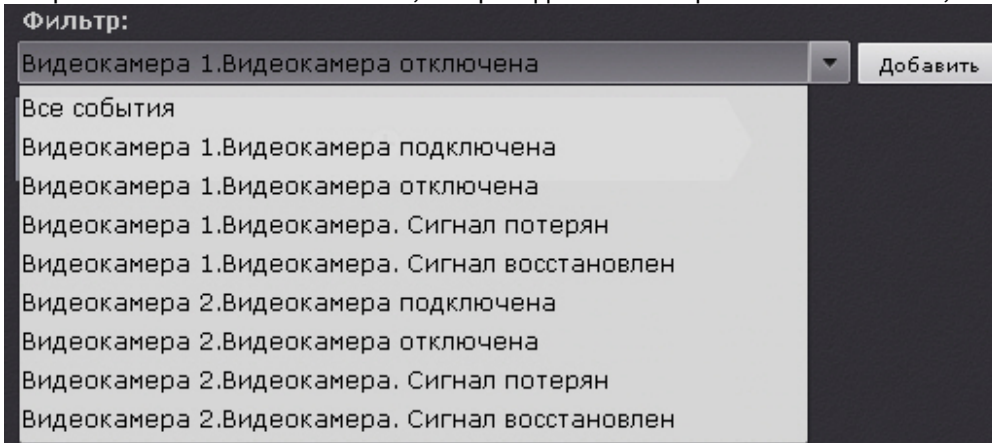 Фильтр:
Видеокамера 1.Видеокамера отключена
Добавить
Все события
Видеокамера 1.Видеокамера подключена
Видеокамера 1.Видеокамера отключена
Видеокамера 1.Видеокамера. Сигнал потерян
Видеокамера 1.Видеокамера. Сигнал восстановлен
Видеокамера 2.Видеокамера подключена
Видеокамера 2.Видеокамера отключена
Видеокамера 2.Видеокамера. Сигнал потерян
Видеокамера 2.Видеокамера. Сигнал восстановлен